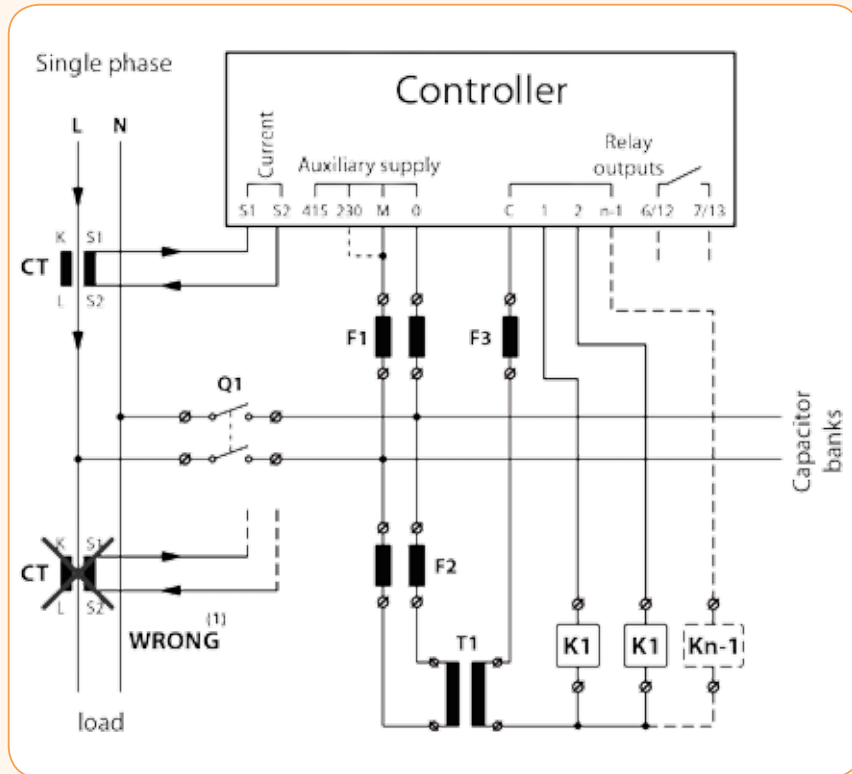 Single phase
Controller
L N
Current
Auxiliary supply
Relay
outputs
S1 S2 415 230 M 0 C 1 2 n-1 6/12 7/13
K S1
CT
L S2
F1
F3
Q1
Capacitor
banks
K S1
CT
L S2
F2
WRONG (1)
T1
K1 K1 Kn-1
load